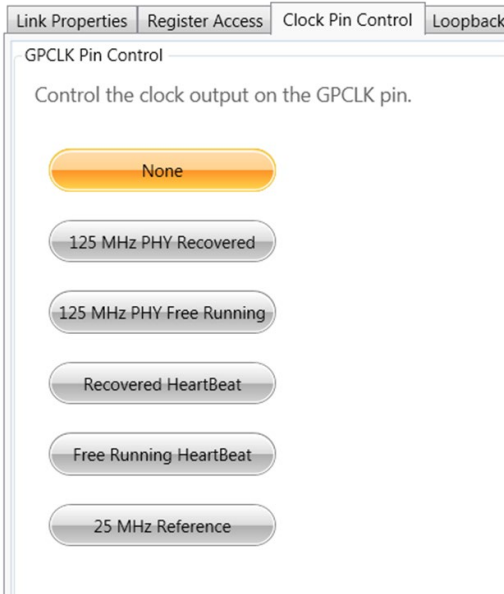 Link Properties Register Access Clock Pin Control Loopback
GPCLK Pin Control
Control the clock output on the GPCLK pin.
None
125 MHz PHY Recovered
125 MHz PHY Free Running
Recovered HeartBeat
Free Running HeartBeat
25 MHz Reference